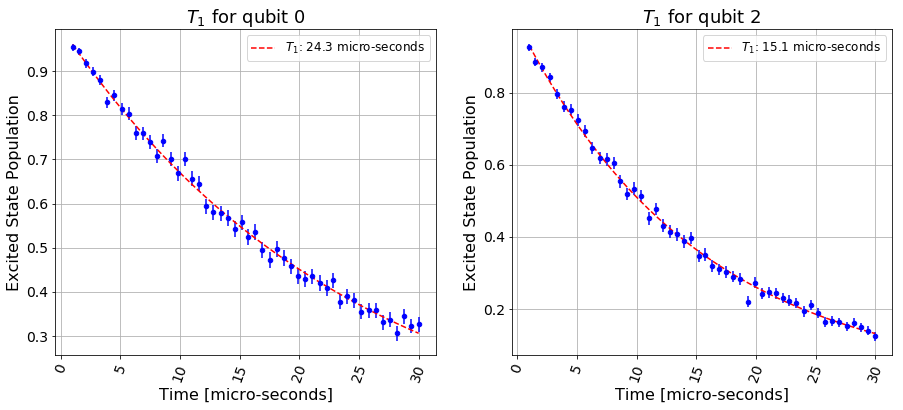 T₁ for qubit 0
T₁: 24.3 micro-seconds
Excited State Population
0.9
0.8
0.7
0.6
0.5
0.4
0.3
0 5 10 15 20 25 30
Time [micro-seconds]
T₁ for qubit 2
T₁: 15.1 micro-seconds
Excited State Population
0.8
0.6
0.4
0.2
0 5 10 15 20 25 30
Time [micro-seconds]